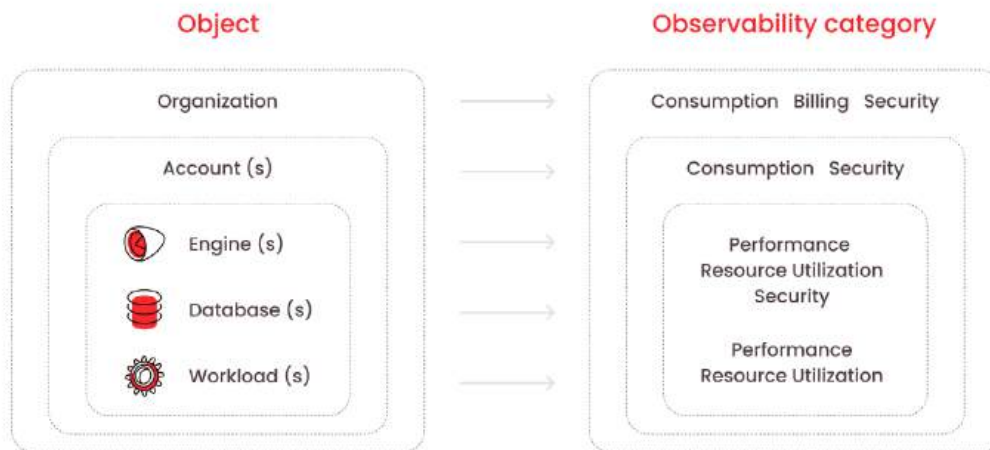 Object
Observability category
Organization
Consumption Billing Security
Account (s)
Consumption Security
Engine (s)
Database (s)
Workload (s)
Performance
Resource Utilization
Security
Performance
Resource Utilization